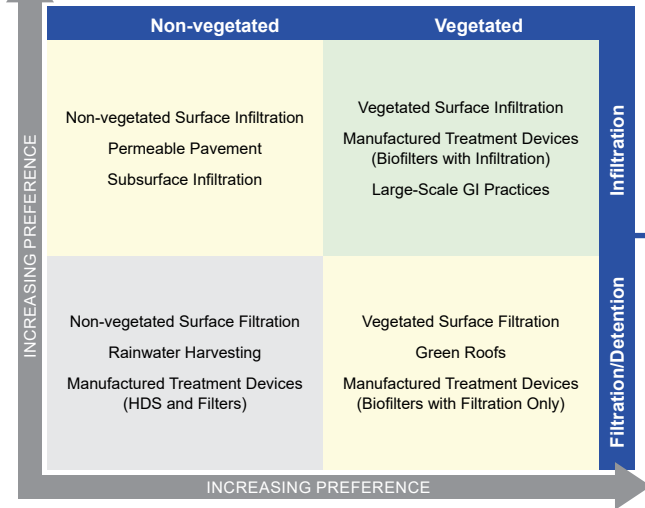 Non-vegetated
Vegetated
Non-vegetated Surface Infiltration
Permeable Pavement
Subsurface Infiltration
Vegetated Surface Infiltration
Manufactured Treatment Devices
(Biofilters with Infiltration)
Large-Scale GI Practices
Infiltration
Non-vegetated Surface Filtration
Rainwater Harvesting
Manufactured Treatment Devices
(HDS and Filters)
Vegetated Surface Filtration
Green Roofs
Manufactured Treatment Devices
(Biofilters with Filtration Only)
Filtration/Detention
INCREASING PREFERENCE
INCREASING PREFERENCE